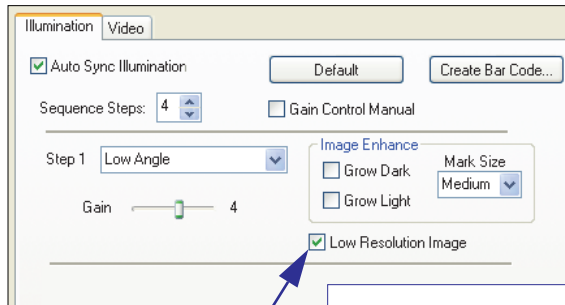 Illumination Video
Auto Sync Illumination Default Create Bar Code...
Sequence Steps: 4 Gain Control Manual
Step 1 Low Angle
Image Enhance
Grow Dark Mark Size
Medium
Grow Light
Gain 4
Low Resolution Image